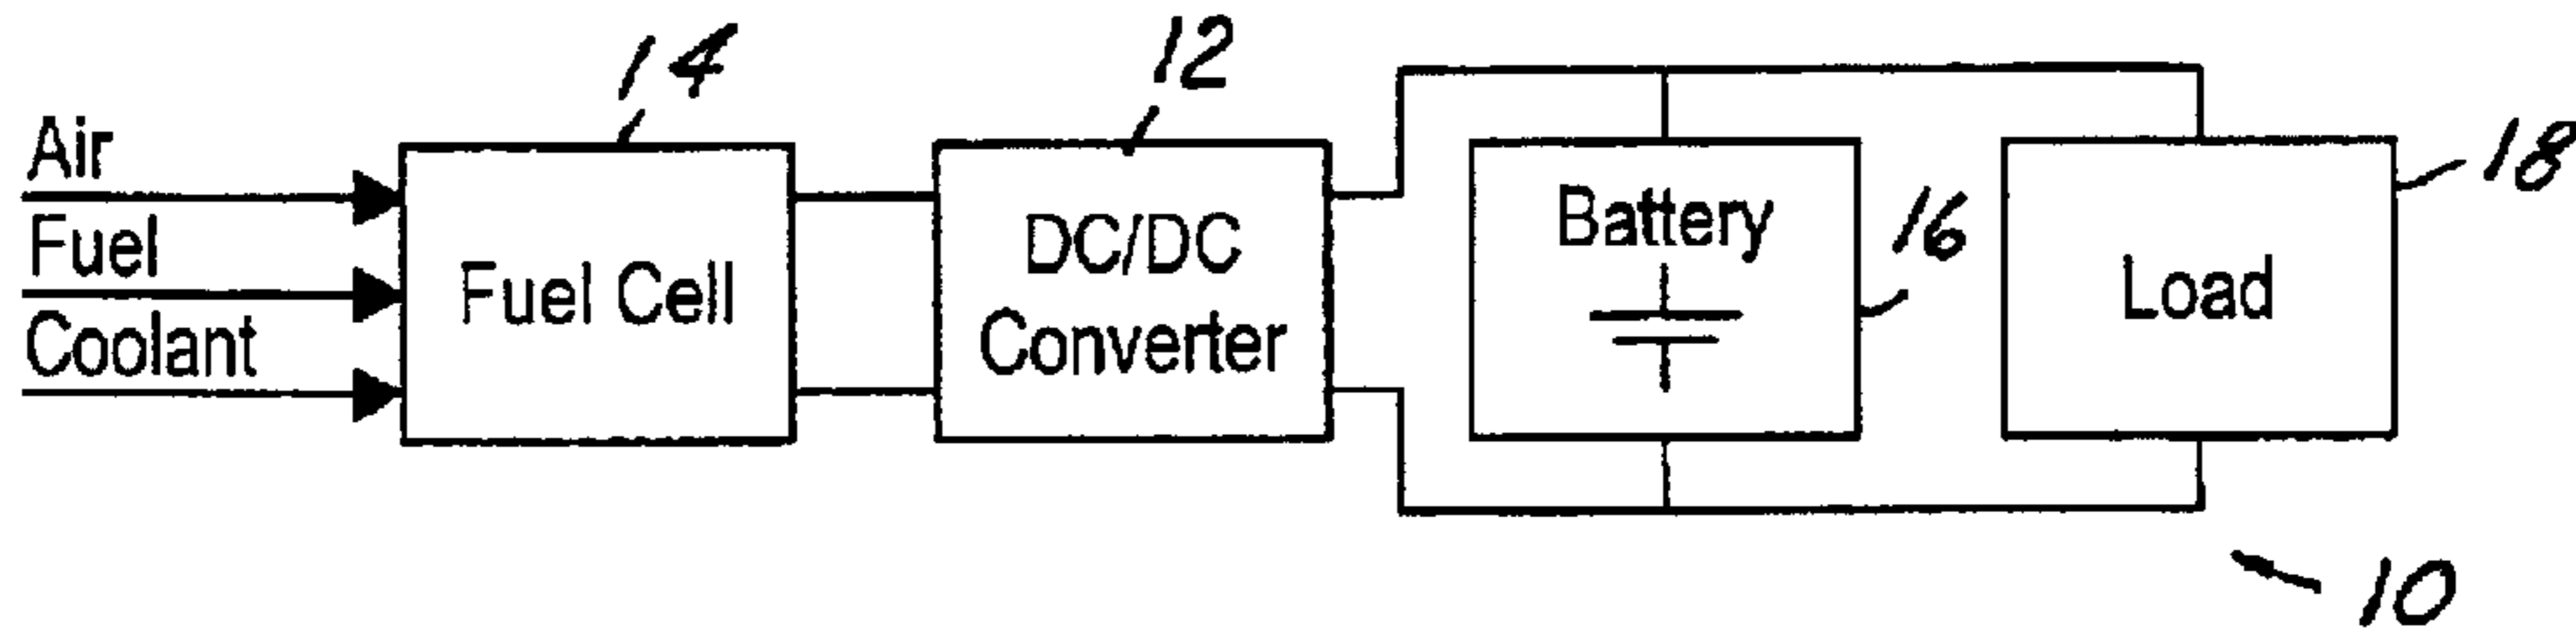 14
12
Air
Fuel
Coolant
Fuel Cell
DC/DC
Converter
Battery
16
Load
18
10